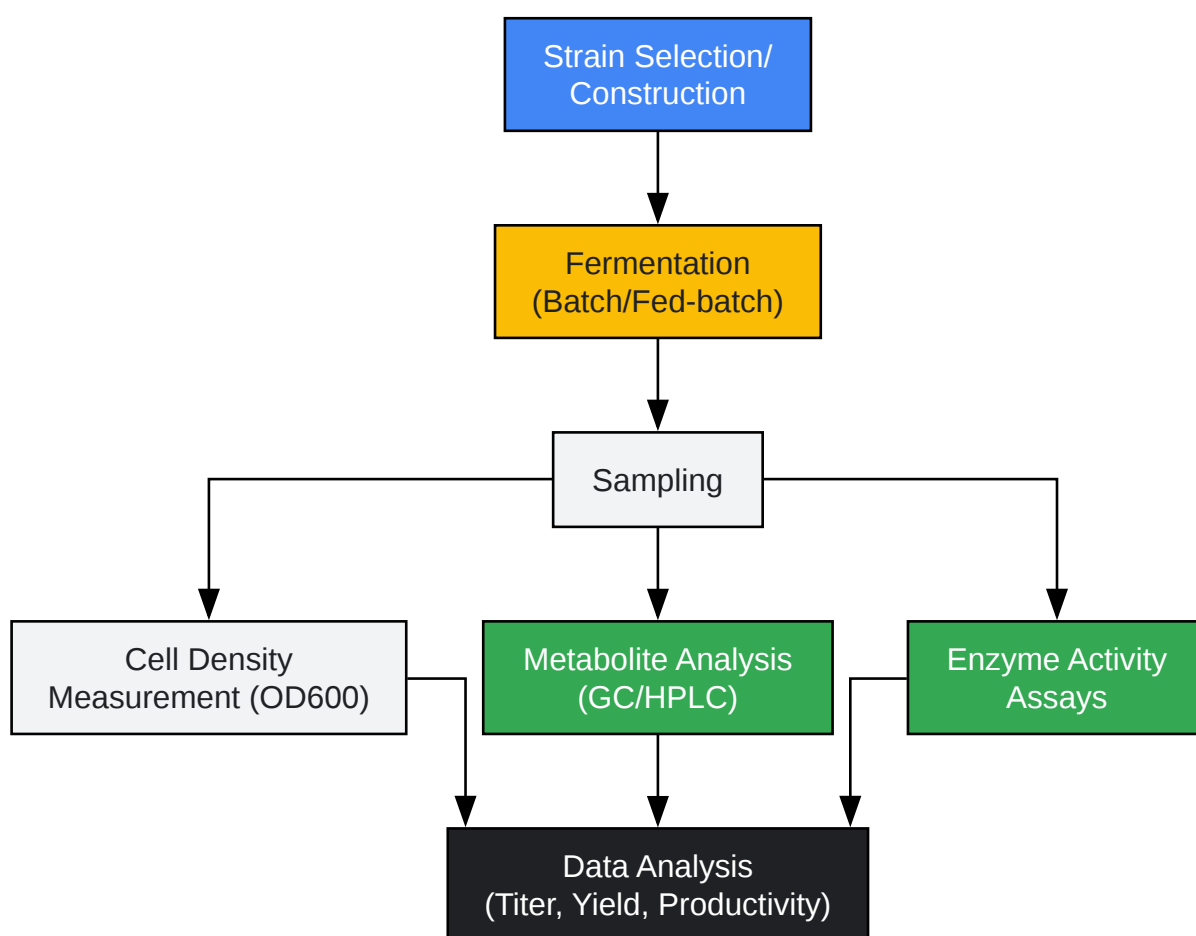 Strain Selection/
Construction
Fermentation
(Batch/Fed-batch)
Sampling
Cell Density
Measurement (OD600)
Metabolite Analysis
(GC/HPLC)
Enzyme Activity
Assays
Data Analysis
(Titer, Yield, Productivity)